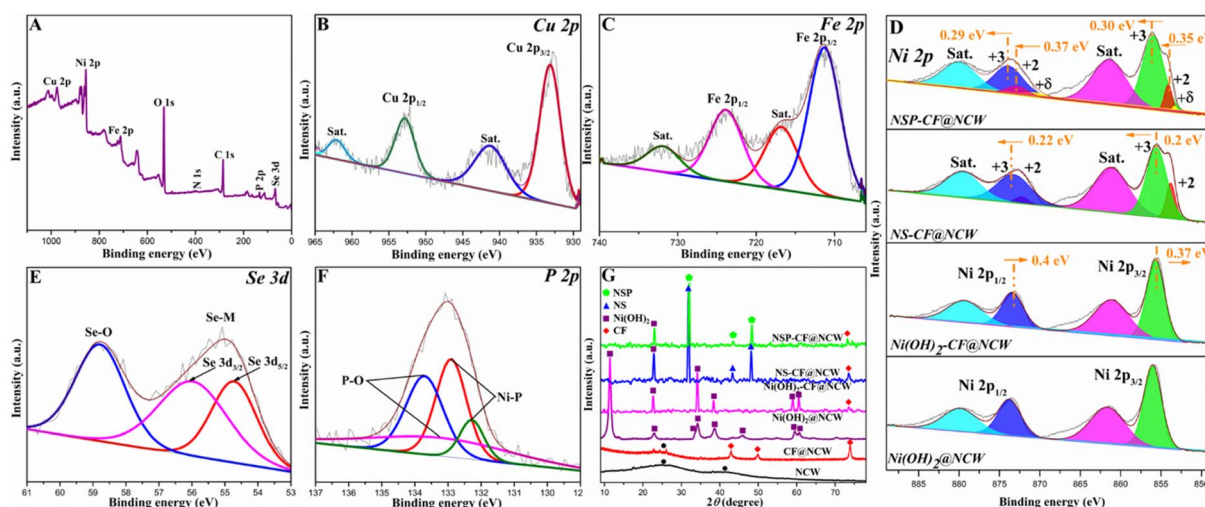 A
Ni 2p
Cu 2p
Fe 2p
O 1s
N 1s
C 1s
P 2p
Se 3d
Intensity (a.u.)
1000 800 600 400 200 0
Binding energy (eV)
B
Cu 2p
Cu 2p3/2
Cu 2p1/2
Sat.
Sat.
Intensity (a.u.)
965 960 955 950 945 940 935 930
Binding energy (eV)
C
Fe 2p
Fe 2p3/2
Fe 2p1/2
Sat.
Sat.
Intensity (a.u.)
740 730 720 710
Binding energy (eV)
D
Ni 2p
0.29 eV
0.37 eV
0.30 eV
0.35 eV
Sat.
+3
+2
+δ
Sat.
+3
+2
+δ
NSP-CF@NCW
0.22 eV
0.2 eV
Sat.
+3
+2
Sat.
+3
+2
NS-CF@NCW
0.4 eV
0.37 eV
Ni 2p1/2
Ni 2p3/2
Ni(OH)2-CF@NCW
Ni 2p1/2
Ni 2p3/2
Ni(OH)2@NCW
Intensity (a.u.)
880 875 870 865 860 855 850
Binding energy (eV)
E
Se 3d
Se-O
Se-M
Se 3d3/2
Se 3d5/2
Intensity (a.u.)
61 60 59 58 57 56 55 54 53
Binding energy (eV)
F
P 2p
P-O
Ni-P
Intensity (a.u.)
137 136 135 134 133 132 131 130 12
Binding energy (eV)
G
NSP
NS
Ni(OH)2
CF
NSP-CF@NCW
NS-CF@NCW
Ni(OH)2-CF@NCW
Ni(OH)2@NCW
CF@NCW
NCW
Intensity (a.u.)
10 20 30 40 50 60 70
2θ (degree)